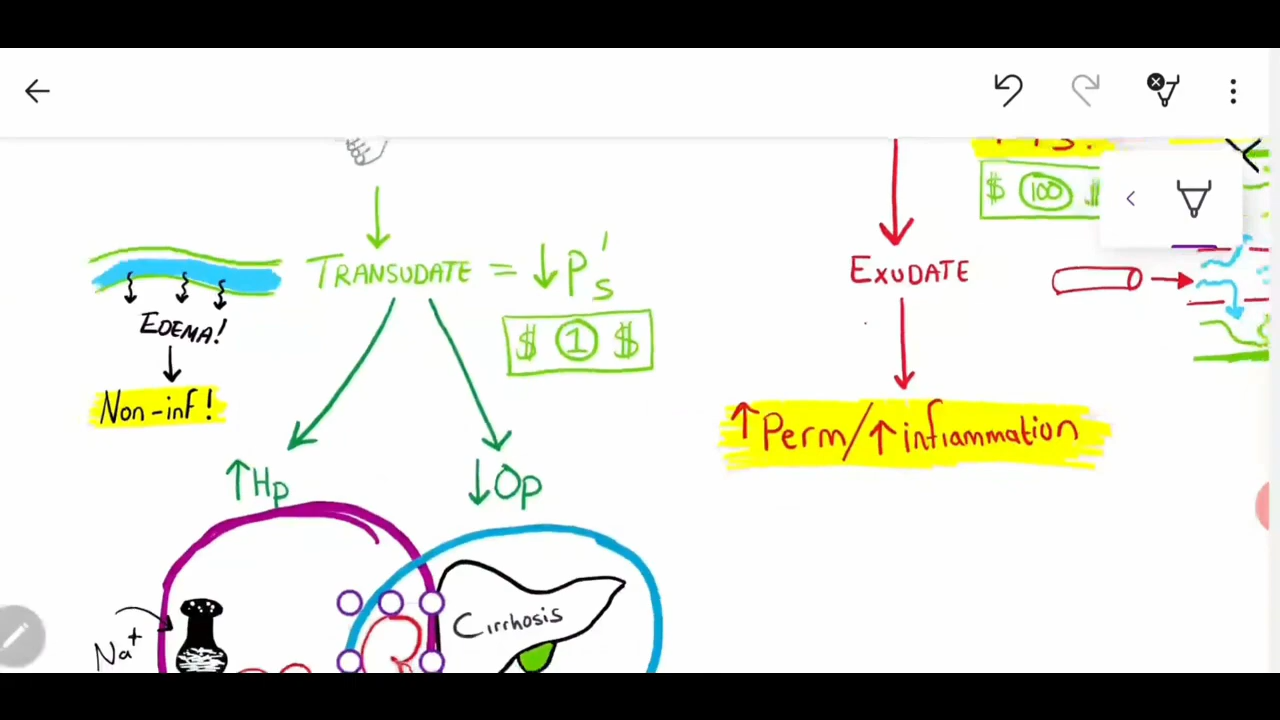 $ 100 $
TRANSUDATE = ↓P's
EXUDATE
EDEMA!
$ 1 $
Non-inf!
↑Perm/↑inflammation
↑Hp
↓Op
Cirrhosis
Na+